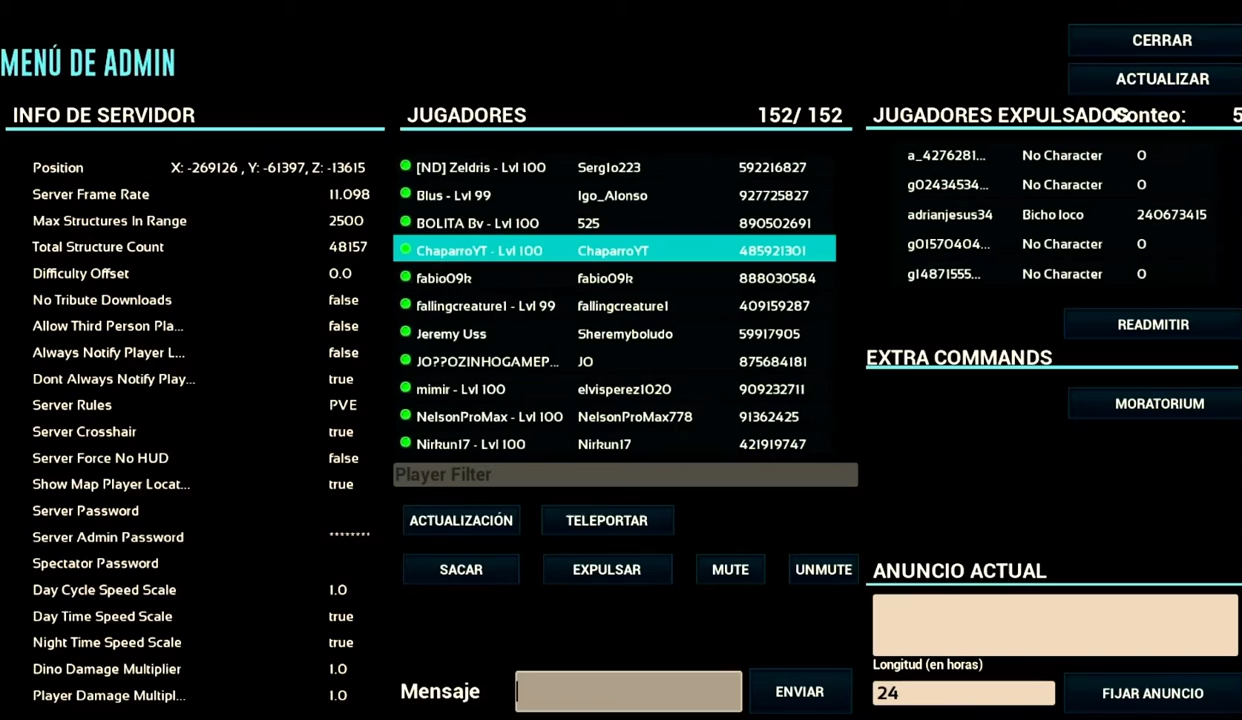 MENÚ DE ADMIN
CERRAR
ACTUALIZAR
INFO DE SERVIDOR
Position X: -269126 , Y: -61397, Z: -13615
Server Frame Rate 11.098
Max Structures In Range 2500
Total Structure Count 48157
Difficulty Offset 0.0
No Tribute Downloads false
Allow Third Person Pla... false
Always Notify Player L... false
Dont Always Notify Play... true
Server Rules PVE
Server Crosshair true
Server Force No HUD false
Show Map Player Locat... true
Server Password
Server Admin Password ********
Spectator Password
Day Cycle Speed Scale 1.0
Day Time Speed Scale true
Night Time Speed Scale true
Dino Damage Multiplier 1.0
Player Damage Multipl... 1.0
JUGADORES 152/ 152
[ND] Zeldris - Lvl 100 Serg1o223 592216827
Blus - Lvl 99 Igo_Alonso 927725827
BOLITA Bv - Lvl 100 525 890502691
ChaparroYT - Lvl 100 ChaparroYT 485921301
fabio09k fabio09k 888030584
fallingcreature1 - Lvl 99 fallingcreature1 409159287
Jeremy Uss Sheremyboludo 59917905
JO??OZINHOGAMEP... JO 875684181
mimir - Lvl 100 elvisperez1020 909232711
NelsonProMax - Lvl 100 NelsonProMax778 91362425
Nirkun17 - Lvl 100 Nirkun17 421919747
Player Filter
ACTUALIZACIÓN TELEPORTAR
SACAR EXPULSAR MUTE UNMUTE
Mensaje ENVIAR
JUGADORES EXPULSADOS Conteo: 5
a_4276281... No Character 0
g02434534... No Character 0
adrianjesus34 Bicho loco 240673415
g01570404... No Character 0
g14871555... No Character 0
READMITIR
EXTRA COMMANDS
MORATORIUM
ANUNCIO ACTUAL
Longitud (en horas)
24 FIJAR ANUNCIO